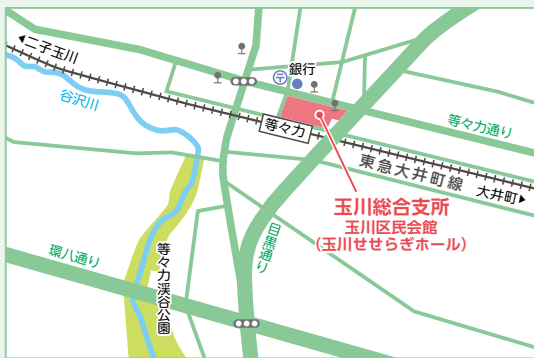 ◀二子玉川
谷沢川
〒
銀行
等々力
等々力通り
東急大井町線
大井町▶
玉川総合支所
玉川区民会館
（玉川せせらぎホール）
環八通り
等々力渓谷公園
目黒通り